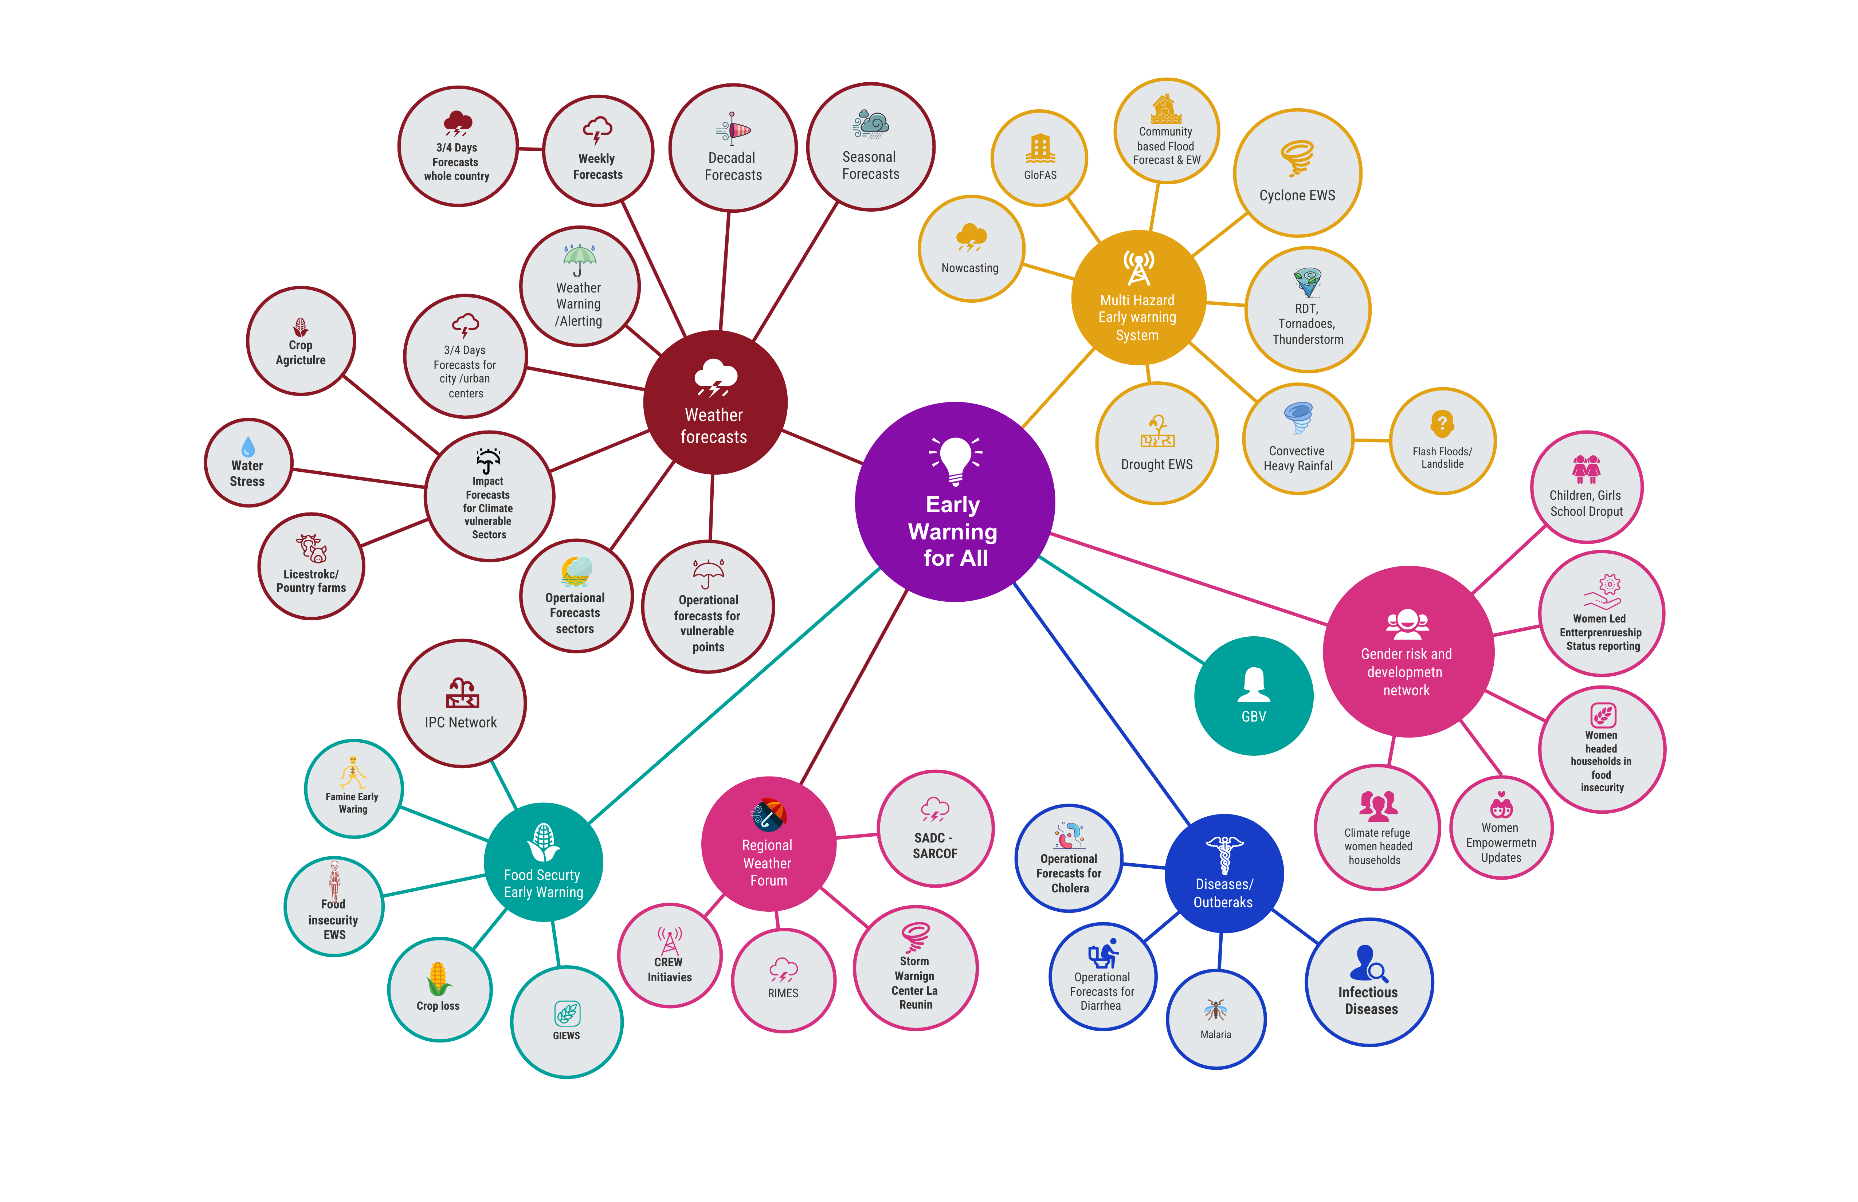 3/4 Days
Forecasts
whole country
Weekly
Forecasts
Decadal
Forecasts
Seasonal
Forecasts
Weather
Warning
/Alerting
3/4 Days
Forecasts for
city /urban
centers
Crop
Agrictulre
Water
Stress
Licestrokc/
Pountry farms
Impact
Forecasts
for Climate
vulnerable
Sectors
Weather
forecasts
Opertaional
Forecasts
sectors
Operational
forecasts for
vulnerable
points
Early
Warning
for All
GloFAS
Community
based Flood
Forecast & EW
Cyclone EWS
Nowcasting
Multi Hazard
Early warning
System
RDT,
Tornadoes,
Thunderstorm
Drought EWS
Convective
Heavy Rainfal
Flash Floods/
Landslide
Children, Girls
School Droput
Women Led
Entterprenrueship
Status reporting
Gender risk and
developmetn
network
Women
headed
households in
food
insecurity
Climate refuge
women headed
households
Women
Empowermetn
Updates
GBV
IPC Network
Famine Early
Waring
Food
insecurity
EWS
Food Securty
Early Warning
Crop loss
GIEWS
Regional
Weather
Forum
SADC -
SARCOF
CREW
Initiavies
RIMES
Storm
Warnign
Center La
Reunin
Operational
Forecasts for
Cholera
Diseases/
Outberaks
Operational
Forecasts for
Diarrhea
Malaria
Infectious
Diseases